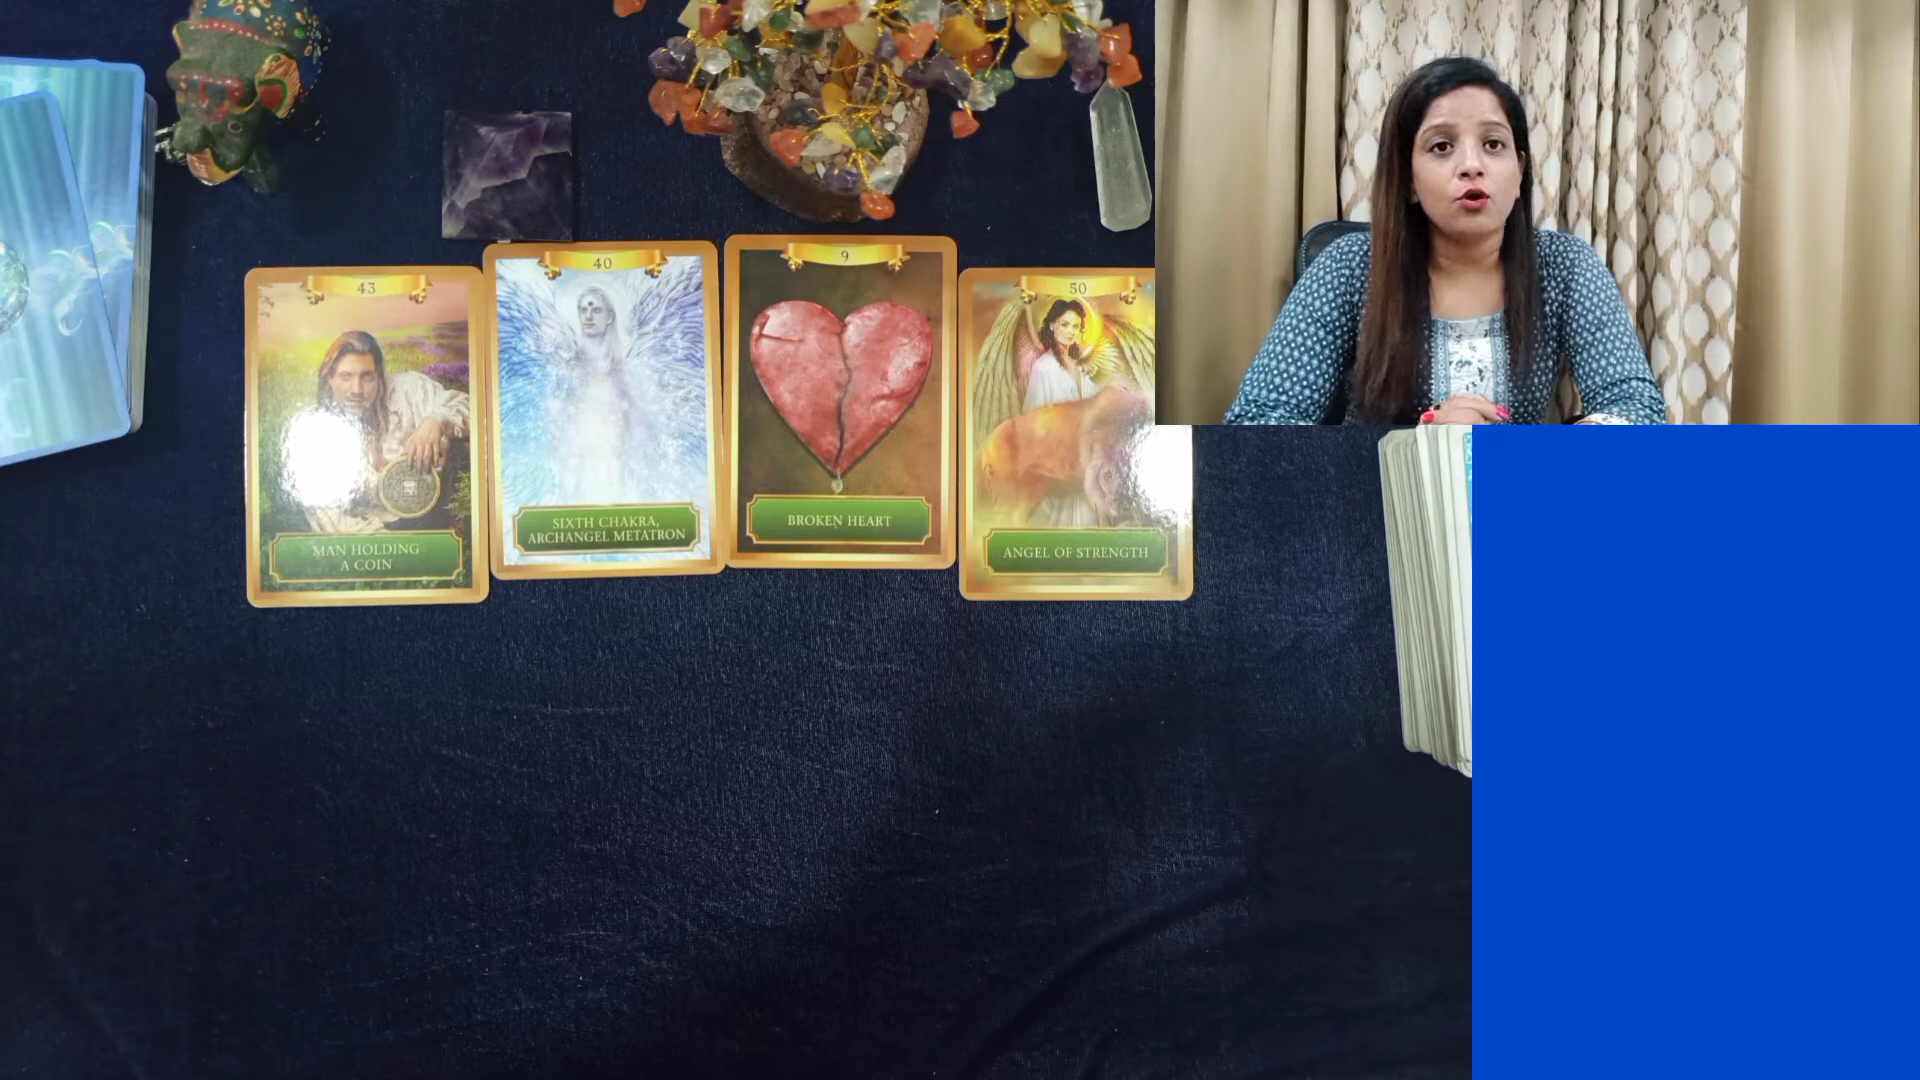 43
MAN HOLDING
A COIN
40
SIXTH CHAKRA,
ARCHANGEL METATRON
9
BROKEN HEART
50
ANGEL OF STRENGTH